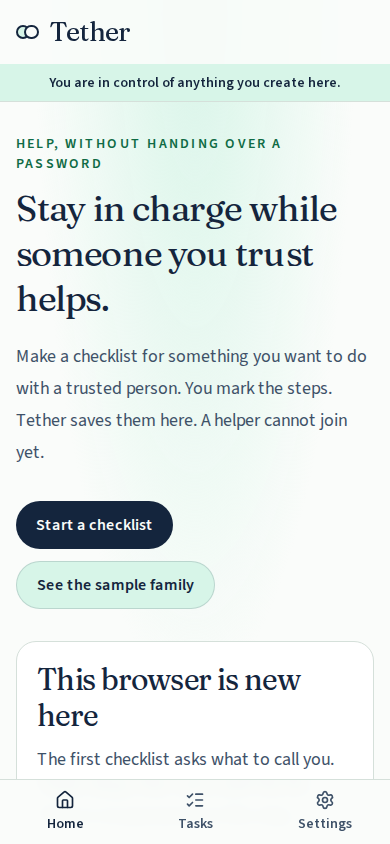 Tether
You are in control of anything you create here.
HELP, WITHOUT HANDING OVER A
PASSWORD
Stay in charge while
someone you trust
helps.
Make a checklist for something you want to do
with a trusted person. You mark the steps.
Tether saves them here. A helper cannot join
yet.
Start a checklist
See the sample family
This browser is new
here
The first checklist asks what to call you.
Home
Tasks
Settings